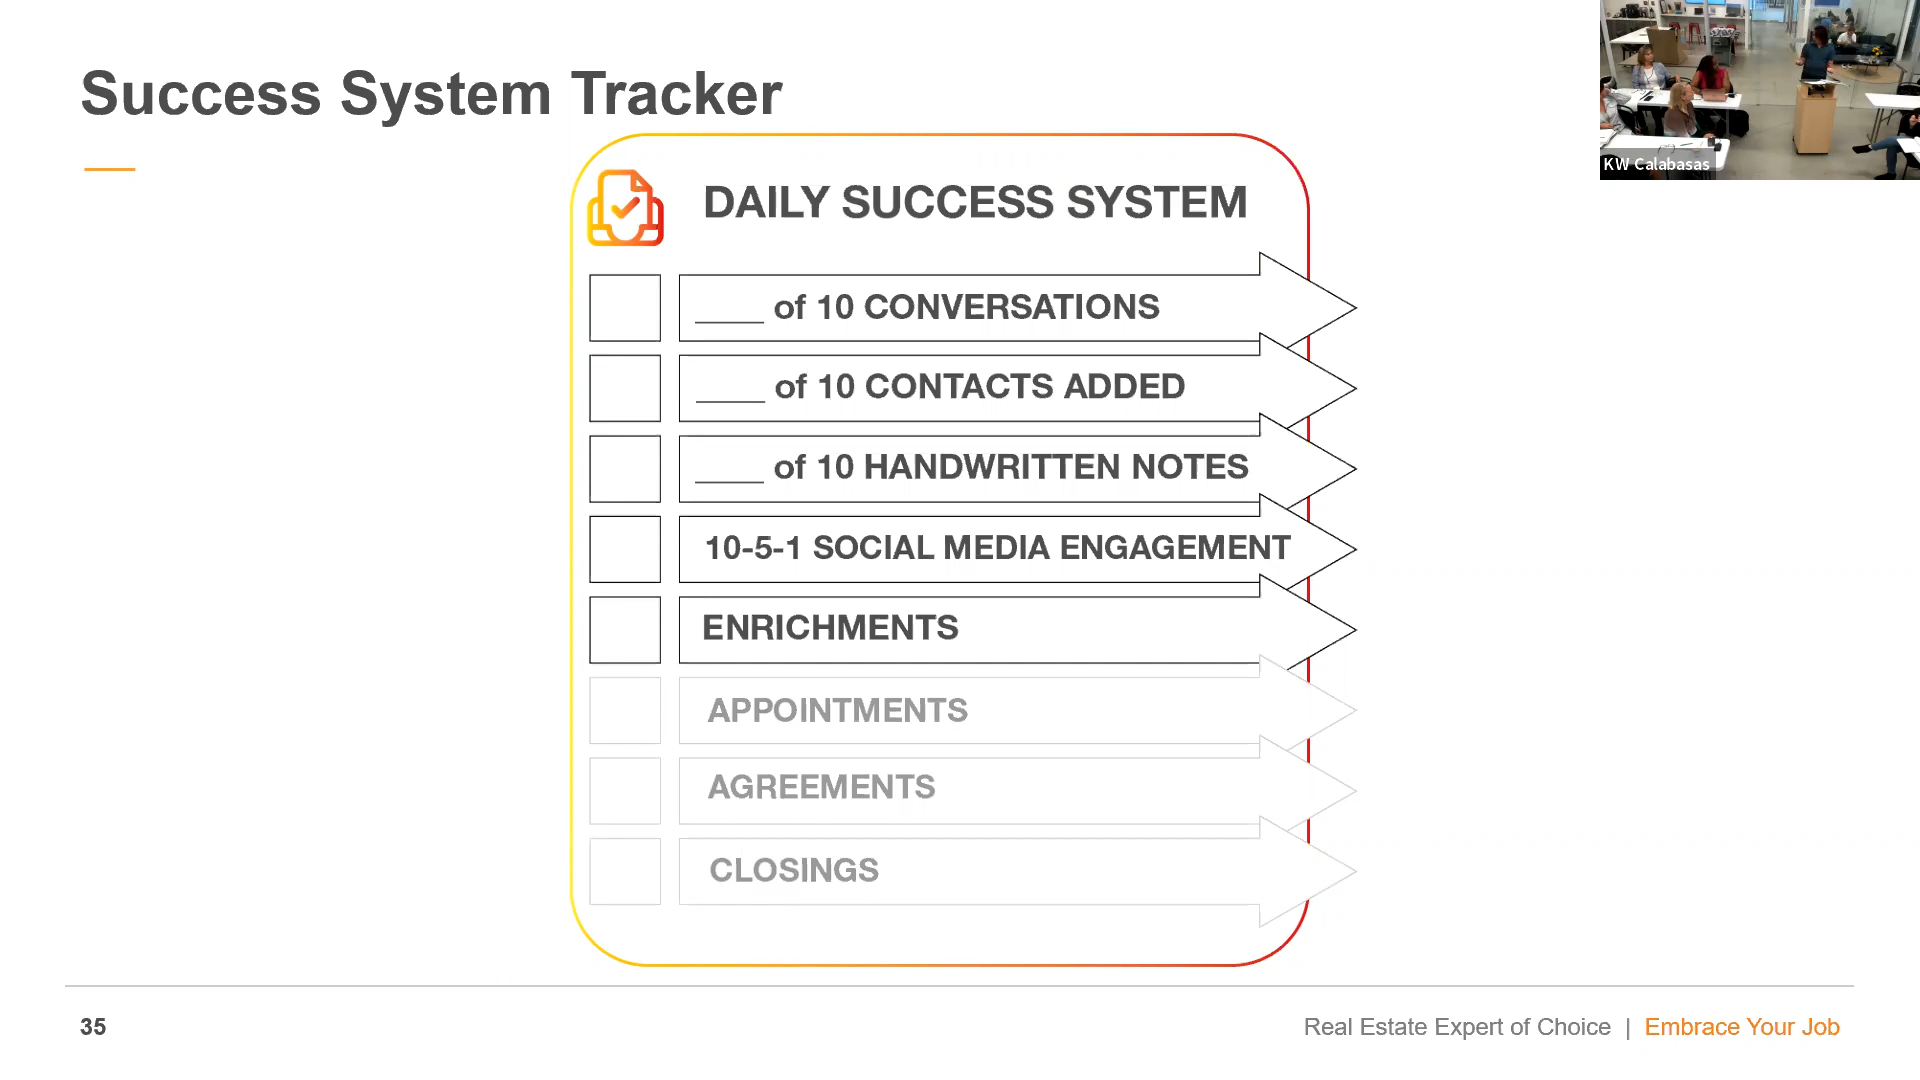 Success System Tracker
KW Calabasas
DAILY SUCCESS SYSTEM
____ of 10 CONVERSATIONS
____ of 10 CONTACTS ADDED
____ of 10 HANDWRITTEN NOTES
10-5-1 SOCIAL MEDIA ENGAGEMENT
ENRICHMENTS
APPOINTMENTS
AGREEMENTS
CLOSINGS
35
Real Estate Expert of Choice | Embrace Your Job